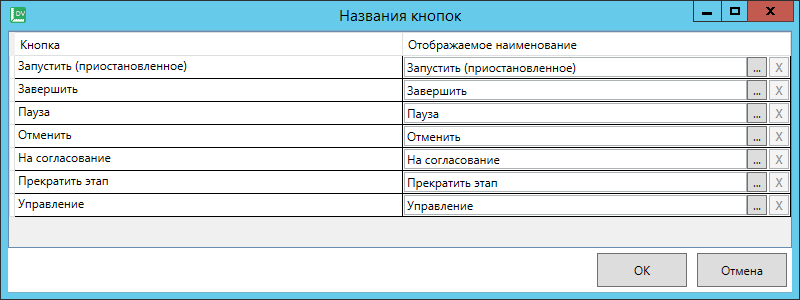 DV
Названия кнопок
Кнопка Отображаемое наименование
Запустить (приостановленное) Запустить (приостановленное) ... X
Завершить Завершить ... X
Пауза Пауза ... X
Отменить Отменить ... X
На согласование На согласование ... X
Прекратить этап Прекратить этап ... X
Управление Управление ... X
OK Отмена